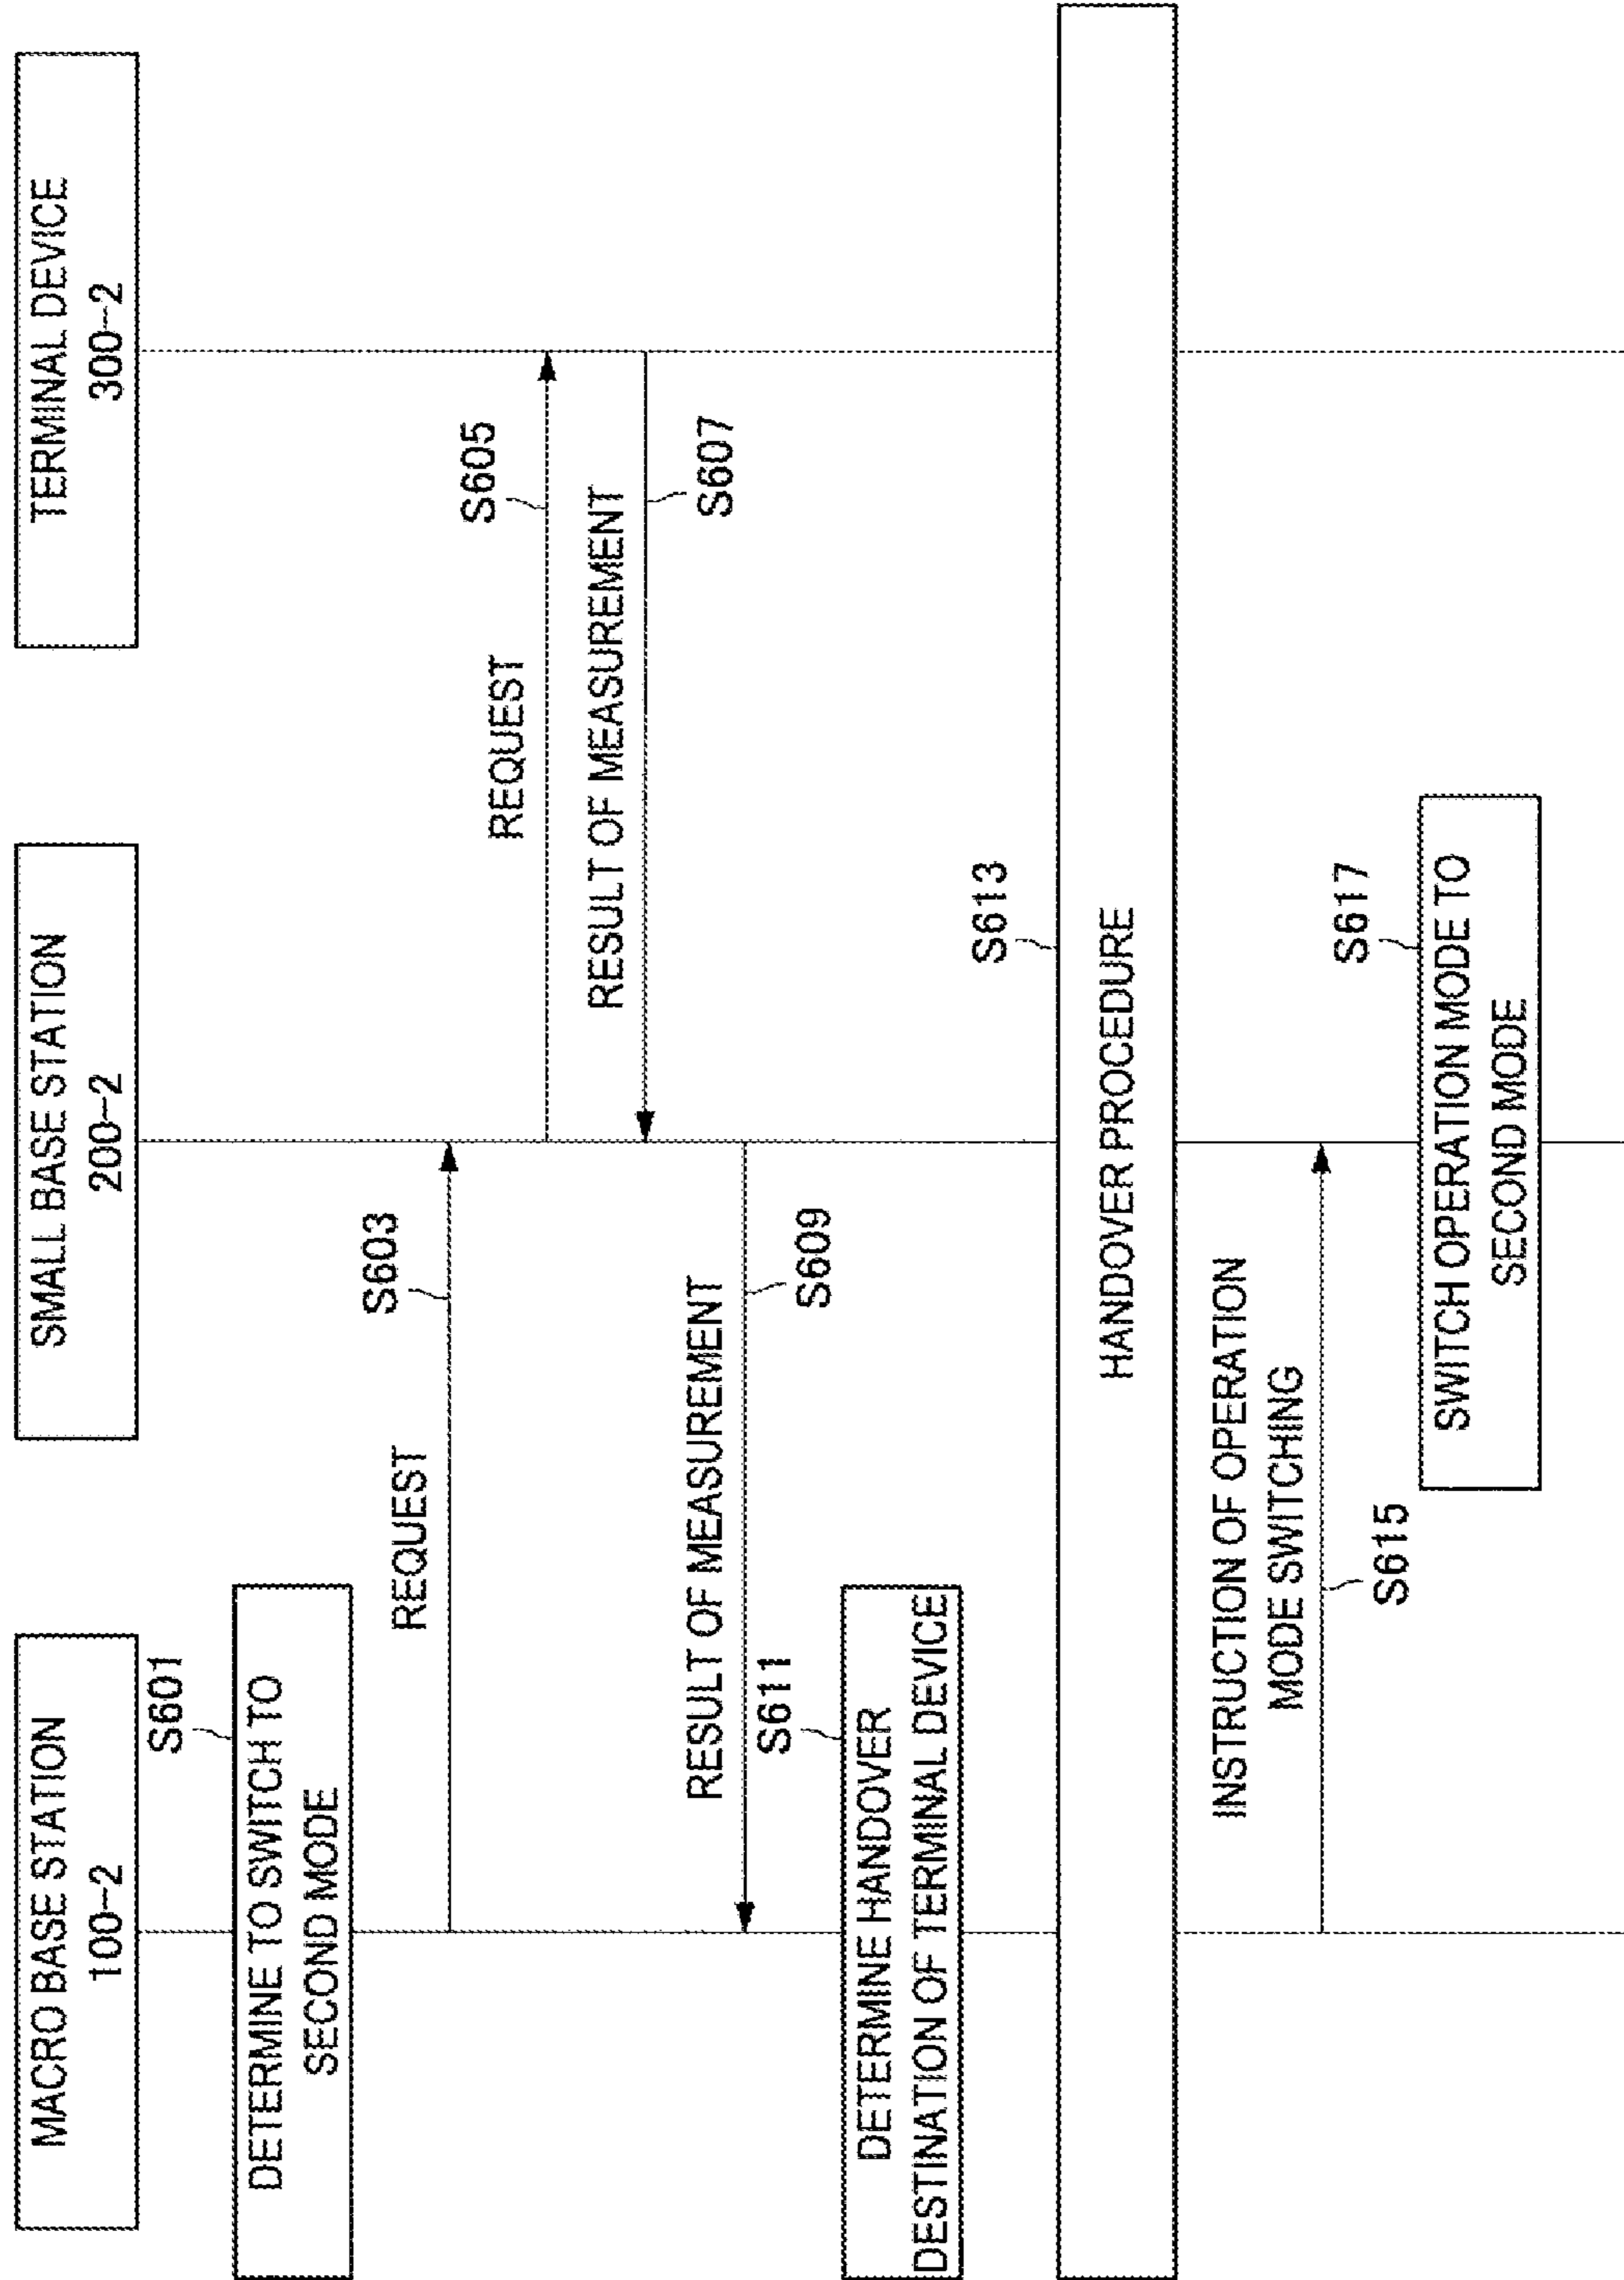 MACRO BASE STATION
100-2
SMALL BASE STATION
200-2
TERMINAL DEVICE
300-2
S601
DETERMINE TO SWITCH TO
SECOND MODE
REQUEST
S603
REQUEST
S605
RESULT OF MEASUREMENT
S607
RESULT OF MEASUREMENT
S609
S611
DETERMINE HANDOVER
DESTINATION OF TERMINAL DEVICE
S613
HANDOVER PROCEDURE
INSTRUCTION OF OPERATION
MODE SWITCHING
S615
S617
SWITCH OPERATION MODE TO
SECOND MODE